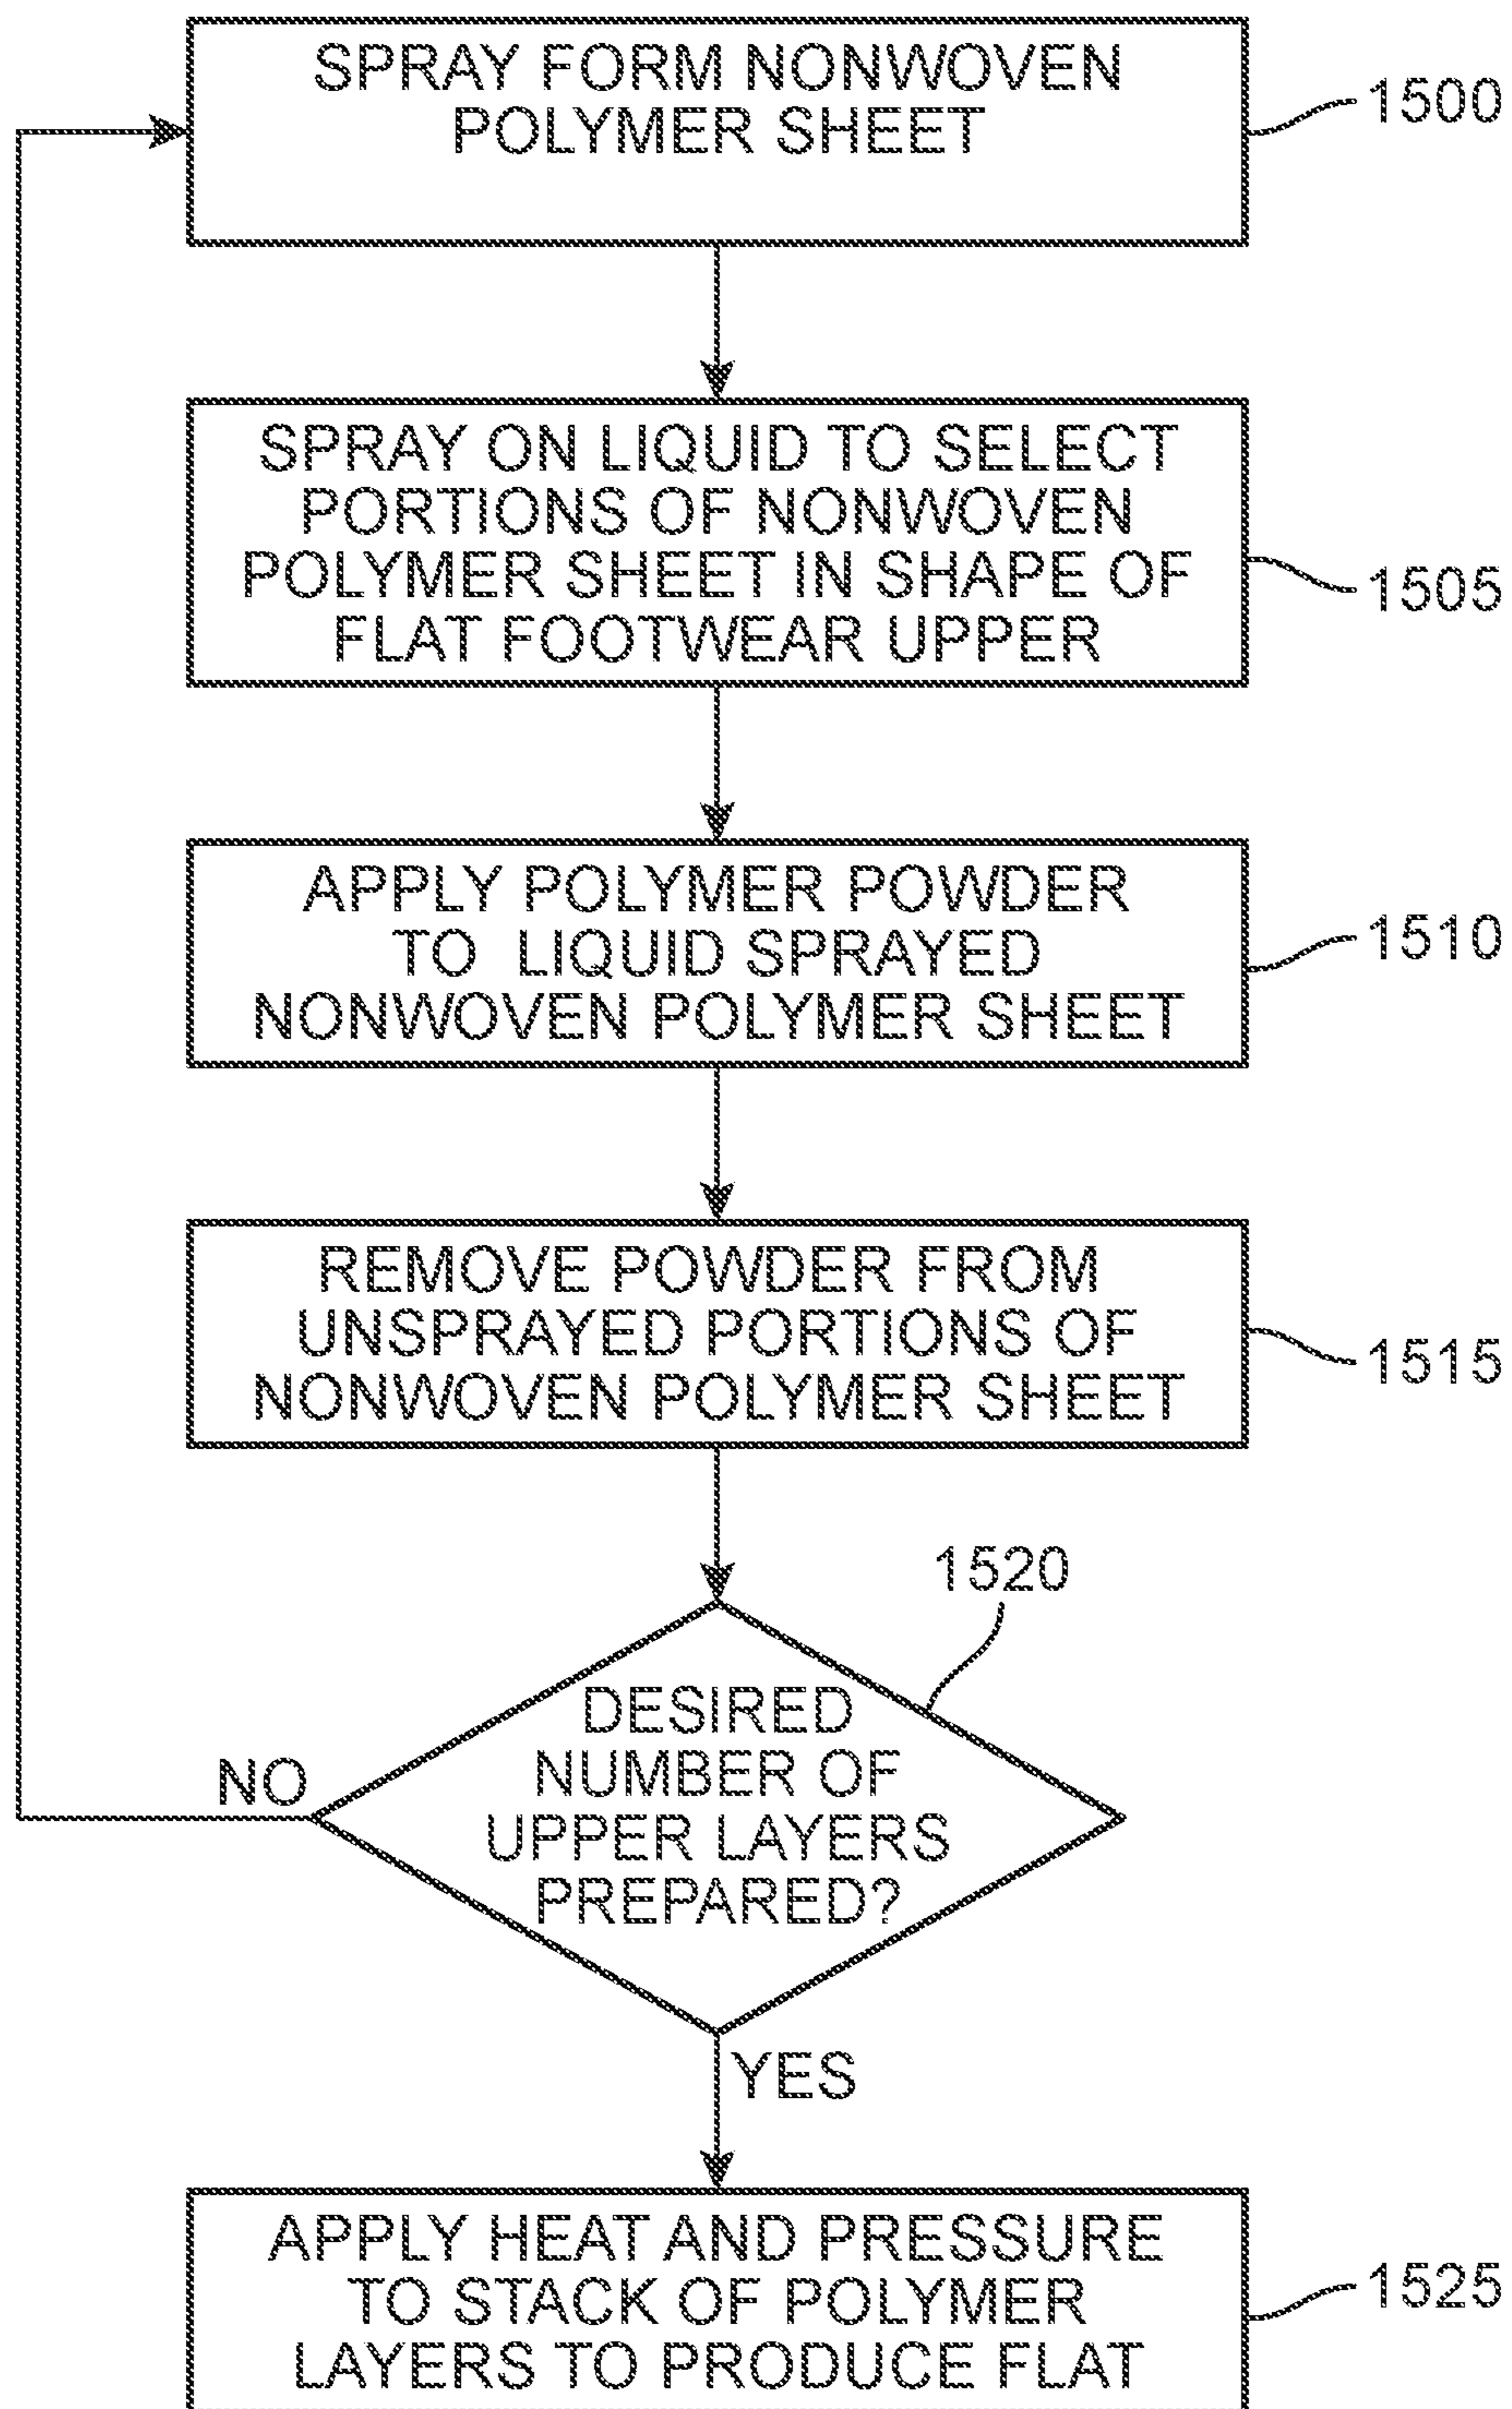 SPRAY FORM NONWOVEN
POLYMER SHEET
1500
SPRAY ON LIQUID TO SELECT
PORTIONS OF NONWOVEN
POLYMER SHEET IN SHAPE OF
FLAT FOOTWEAR UPPER
1505
APPLY POLYMER POWDER
TO LIQUID SPRAYED
NONWOVEN POLYMER SHEET
1510
REMOVE POWDER FROM
UNSPRAYED PORTIONS OF
NONWOVEN POLYMER SHEET
1515
1520
DESIRED
NUMBER OF
UPPER LAYERS
PREPARED?
NO
YES
APPLY HEAT AND PRESSURE
TO STACK OF POLYMER
LAYERS TO PRODUCE FLAT
1525